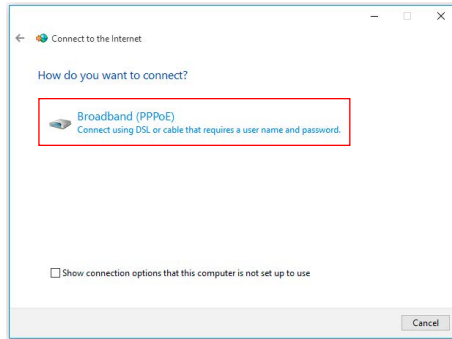 Connect to the Internet
How do you want to connect?
Broadband (PPPoE)
Connect using DSL or cable that requires a user name and password.
Show connection options that this computer is not set up to use
Cancel